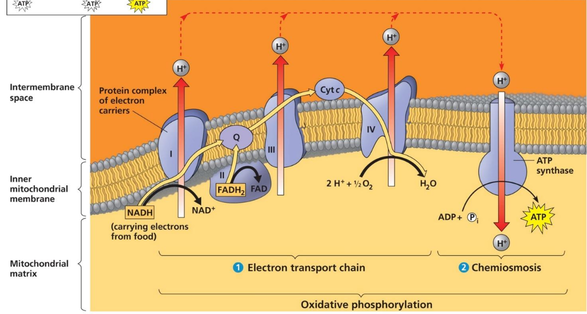 ATP ATP ATP
H⁺
H⁺
H⁺
H⁺
Intermembrane
space
Protein complex
of electron
carriers
Cyt c
Q
I
II
III
IV
FADH₂ FAD
2 H⁺ + ½ O₂
H₂O
ATP
synthase
Inner
mitochondrial
membrane
NADH
NAD⁺
(carrying electrons
from food)
ADP + Pᵢ
ATP
H⁺
Mitochondrial
matrix
1 Electron transport chain
2 Chemiosmosis
Oxidative phosphorylation